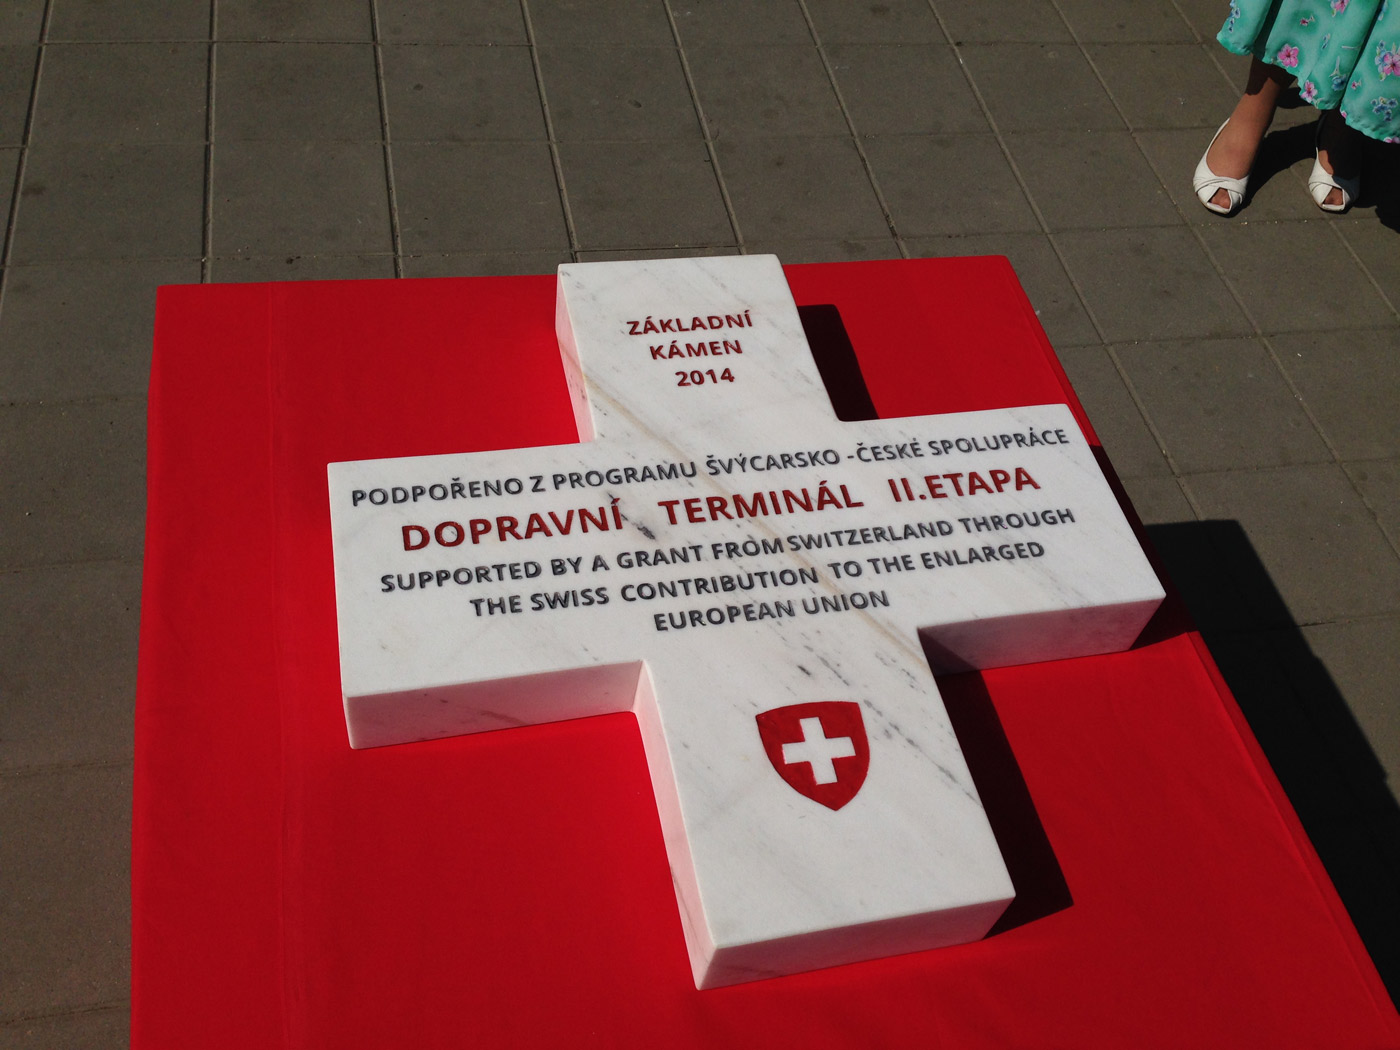 ZÁKLADNÍ
KÁMEN
2014
PODPOŘENO Z PROGRAMU ŠVÝCARSKO -ČESKÉ SPOLUPRÁCE
DOPRAVNÍ TERMINÁL II.ETAPA
SUPPORTED BY A GRANT FROM SWITZERLAND THROUGH
THE SWISS CONTRIBUTION TO THE ENLARGED
EUROPEAN UNION